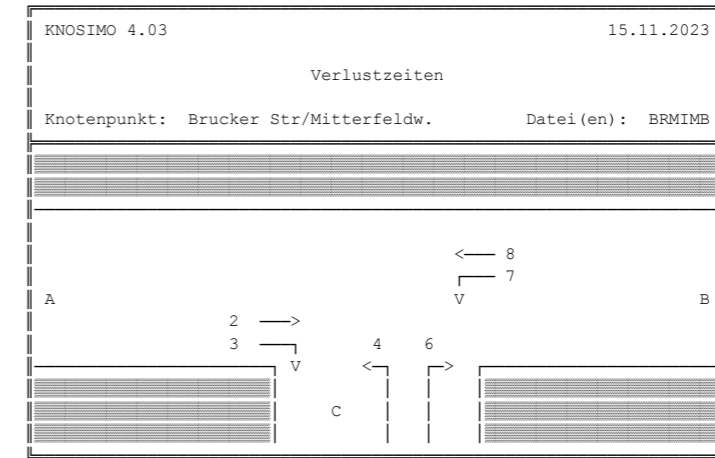 KNOSIMO 4.03 15.11.2023
Verlustzeiten
Knotenpunkt: Brucker Str/Mitterfeldw. Datei(en): BRMIMB
<─── 8
┌─── 7
A V B
2 ───>
3 ───┐ 4 6
V <─┐ ┌─>
C